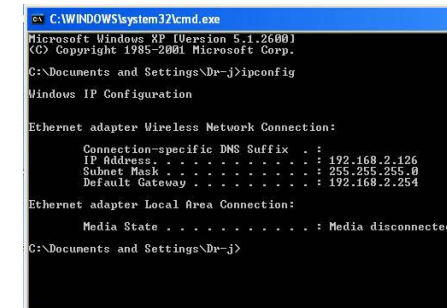 C:\WINDOWS\system32\cmd.exe
Microsoft Windows XP [Version 5.1.2600]
(C) Copyright 1985-2001 Microsoft Corp.
C:\Documents and Settings\Dr-j>ipconfig
Windows IP Configuration
Ethernet adapter Wireless Network Connection:
Connection-specific DNS Suffix . :
IP Address. . . . . . . . . . . . : 192.168.2.126
Subnet Mask . . . . . . . . . . . : 255.255.255.0
Default Gateway . . . . . . . . . : 192.168.2.254
Ethernet adapter Local Area Connection:
Media State . . . . . . . . . . . : Media disconnected
C:\Documents and Settings\Dr-j>